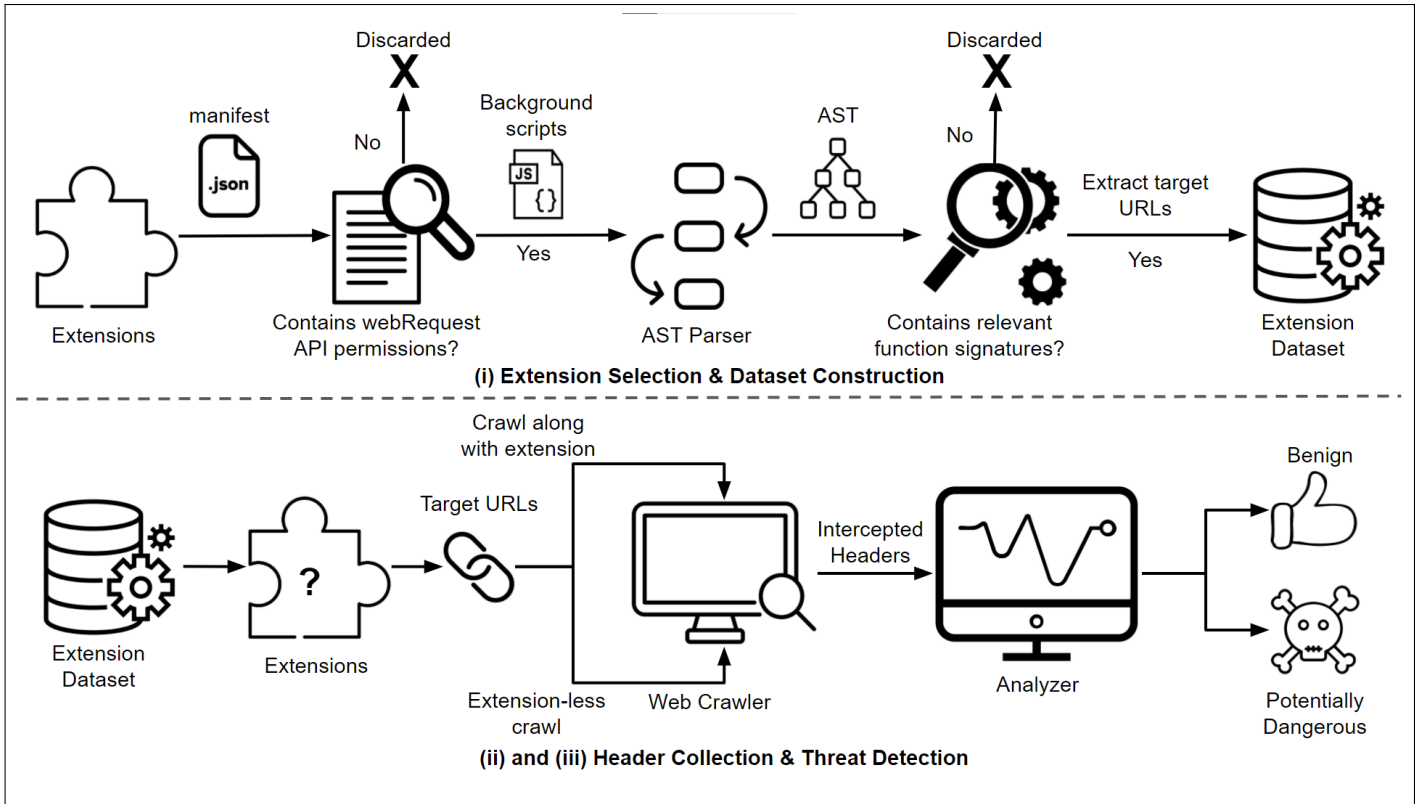 Discarded
X
Discarded
X
manifest
.json
No
Background
scripts
JS
{}
Yes
AST
No
Extract target
URLs
Yes
Extensions
Contains webRequest
API permissions?
AST Parser
Contains relevant
function signatures?
Extension
Dataset
(i) Extension Selection & Dataset Construction
Crawl along
with extension
Target URLs
Intercepted
Headers
Benign
?
Extension
Dataset
Extensions
Extension-less
crawl
Web Crawler
Analyzer
Potentially
Dangerous
(ii) and (iii) Header Collection & Threat Detection